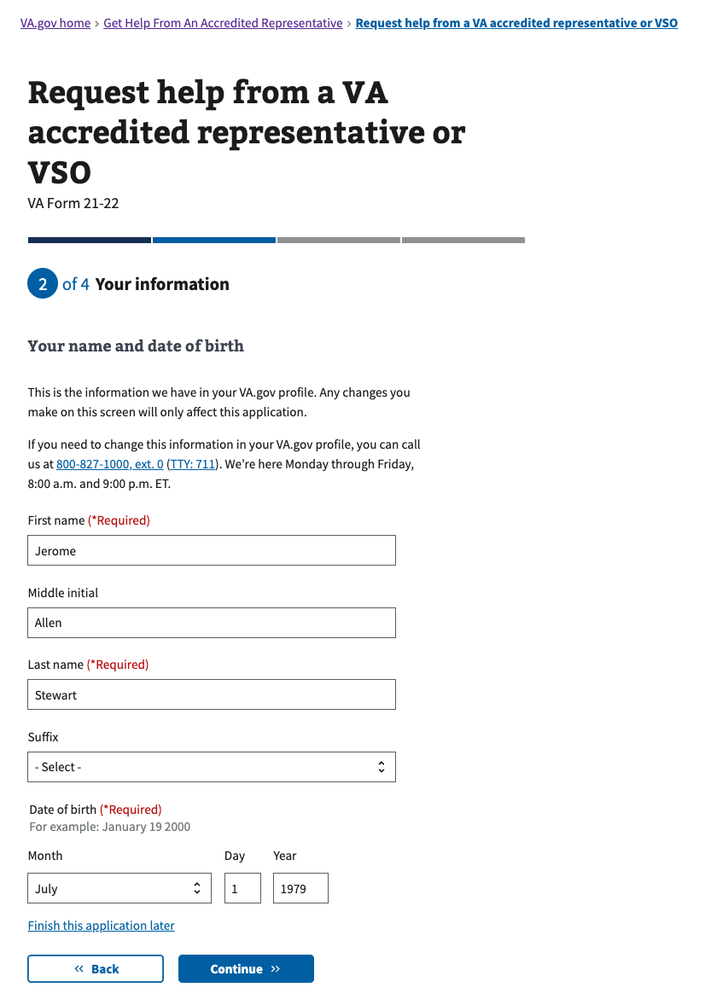 VA.gov home › Get Help From An Accredited Representative › Request help from a VA accredited representative or VSO
Request help from a VA
accredited representative or
VSO
VA Form 21-22
2 of 4 Your information
Your name and date of birth
This is the information we have in your VA.gov profile. Any changes you
make on this screen will only affect this application.
If you need to change this information in your VA.gov profile, you can call
us at 800-827-1000, ext. 0 (TTY: 711). We’re here Monday through Friday,
8:00 a.m. and 9:00 p.m. ET.
First name (*Required)
Jerome
Middle initial
Allen
Last name (*Required)
Stewart
Suffix
- Select -
Date of birth (*Required)
For example: January 19 2000
Month Day Year
July 1 1979
Finish this application later
« Back Continue »